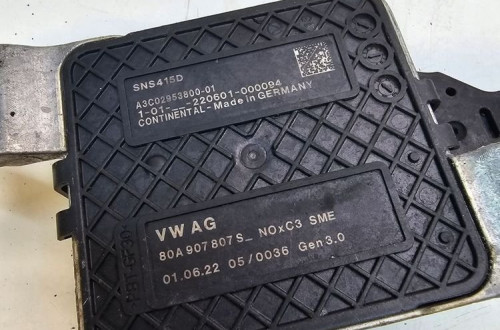 SNS415D
A3C02953800-01
1-01-----220601-000094
CONTINENTAL-Made in GERMANY
VW AG
80A 907 807 S_ NOxC3 SME
01.06.22 05/0036 Gen3.0